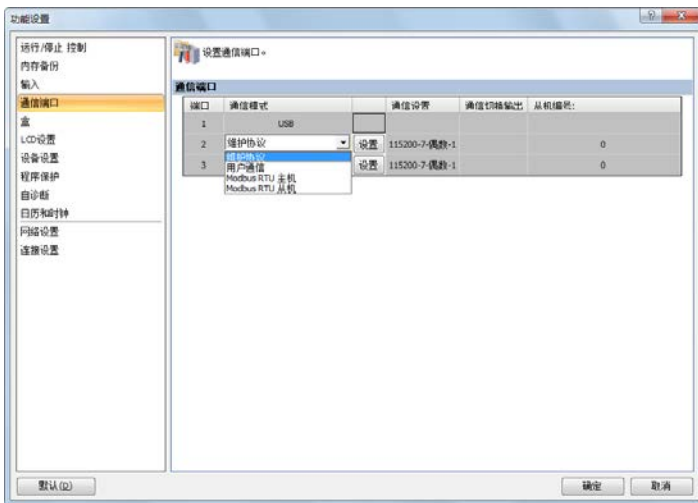 功能设置
运行/停止 控制
内存备份
输入
通信端口
盒
LCD设置
设备设置
程序保护
自诊断
日历和时钟
网络设置
连接设置
设置通信端口。
通信端口
端口 通信模式 通信设置 通信切换输出 从机编号:
1 USB
2 维护协议 设置 115200-7-偶数-1 0
3 设置 115200-7-偶数-1 0
维护协议
用户通信
Modbus RTU 主机
Modbus RTU 从机
默认(D) 确定 取消